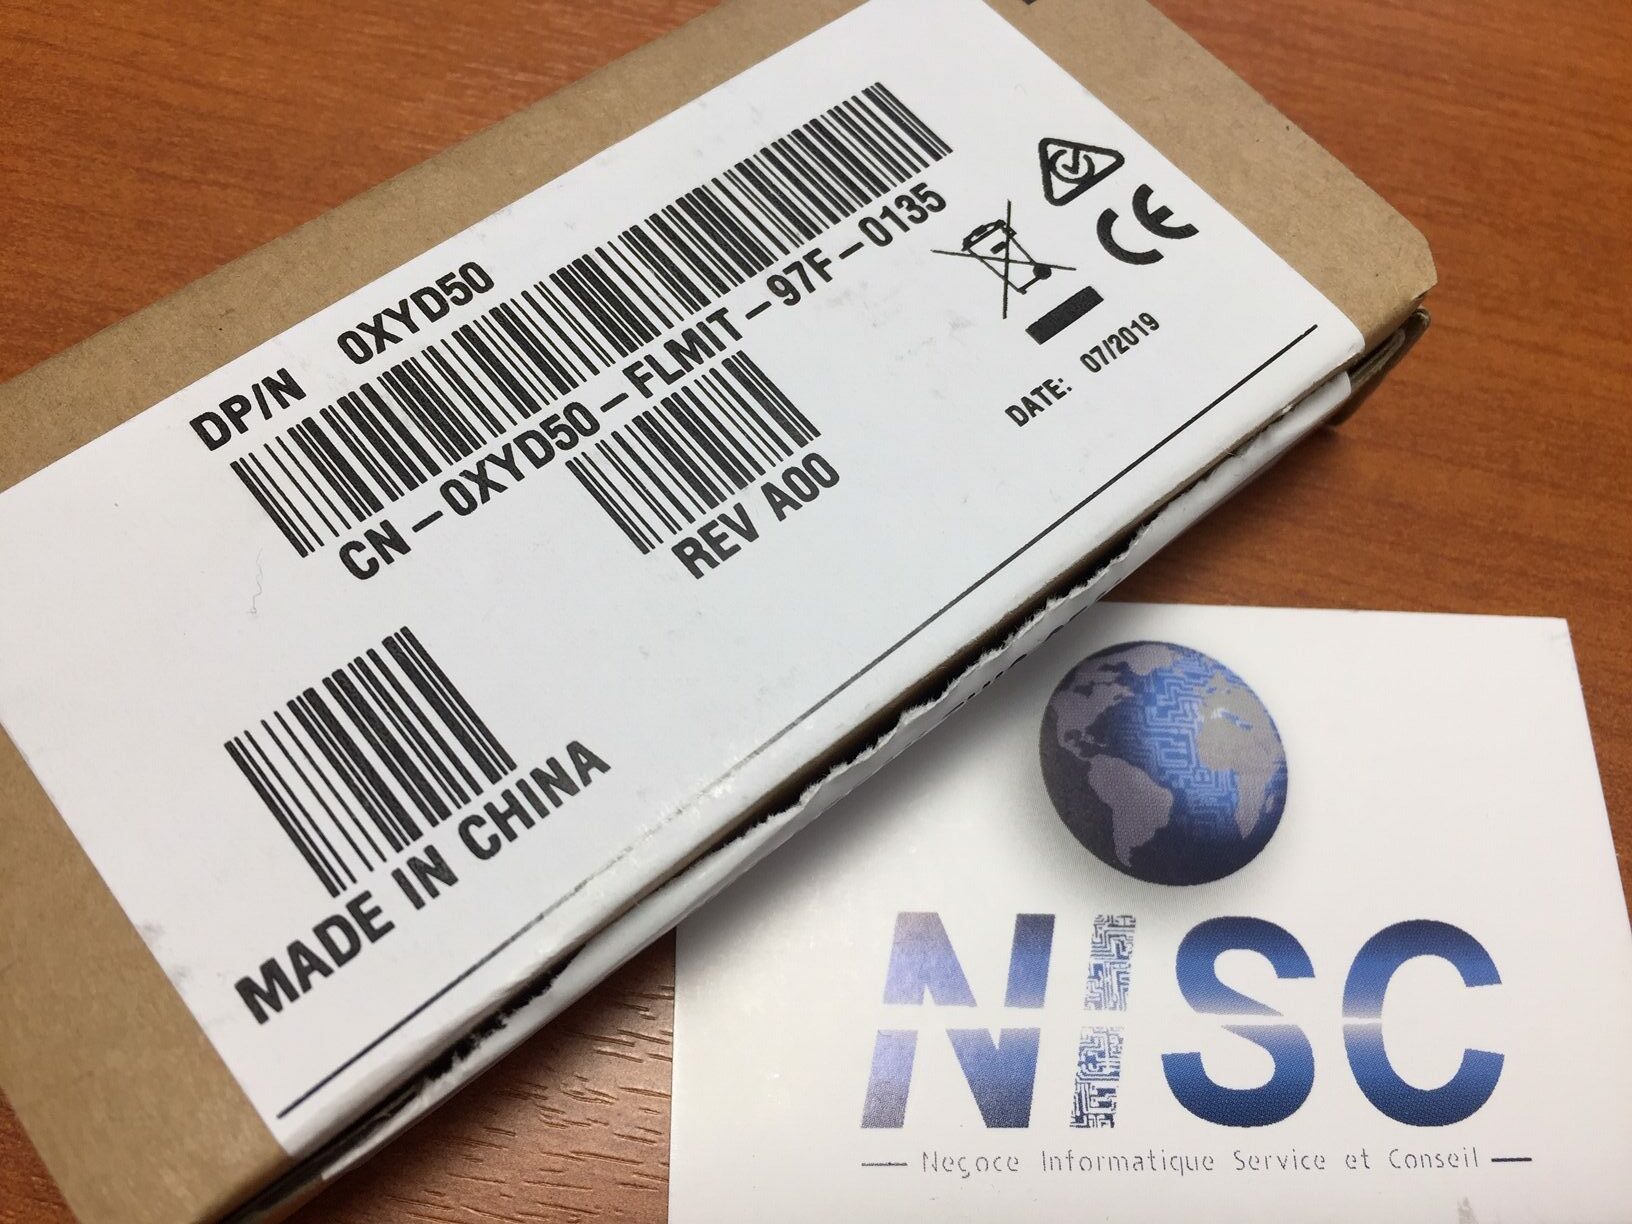 DP/N 0XYD50
CN-0XYD50-FLMIT-97F-0135
REV A00
CE
DATE: 07/2019
MADE IN CHINA
NISC
Negoce Informatique Service et Conseil